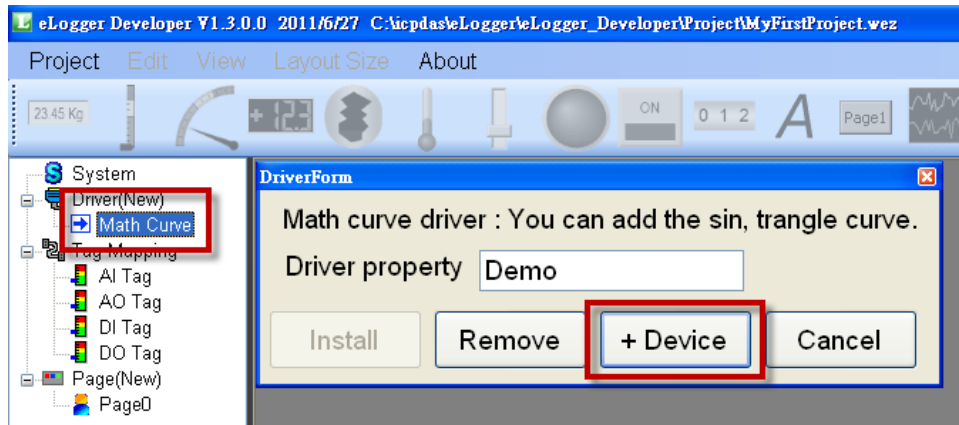 eLogger Developer V1.3.0.0 2011/6/27 C:\icpdas\eLogger\eLogger_Developer\Project\MyFirstProject.wez
Project Edit View Layout Size About
23.45 Kg +12.3 ON 0 1 2 A Page1
System
Driver(New)
Math Curve
Tag Mapping
AI Tag
AO Tag
DI Tag
DO Tag
Page(New)
Page0
DriverForm
Math curve driver : You can add the sin, trangle curve.
Driver property Demo
Install Remove + Device Cancel